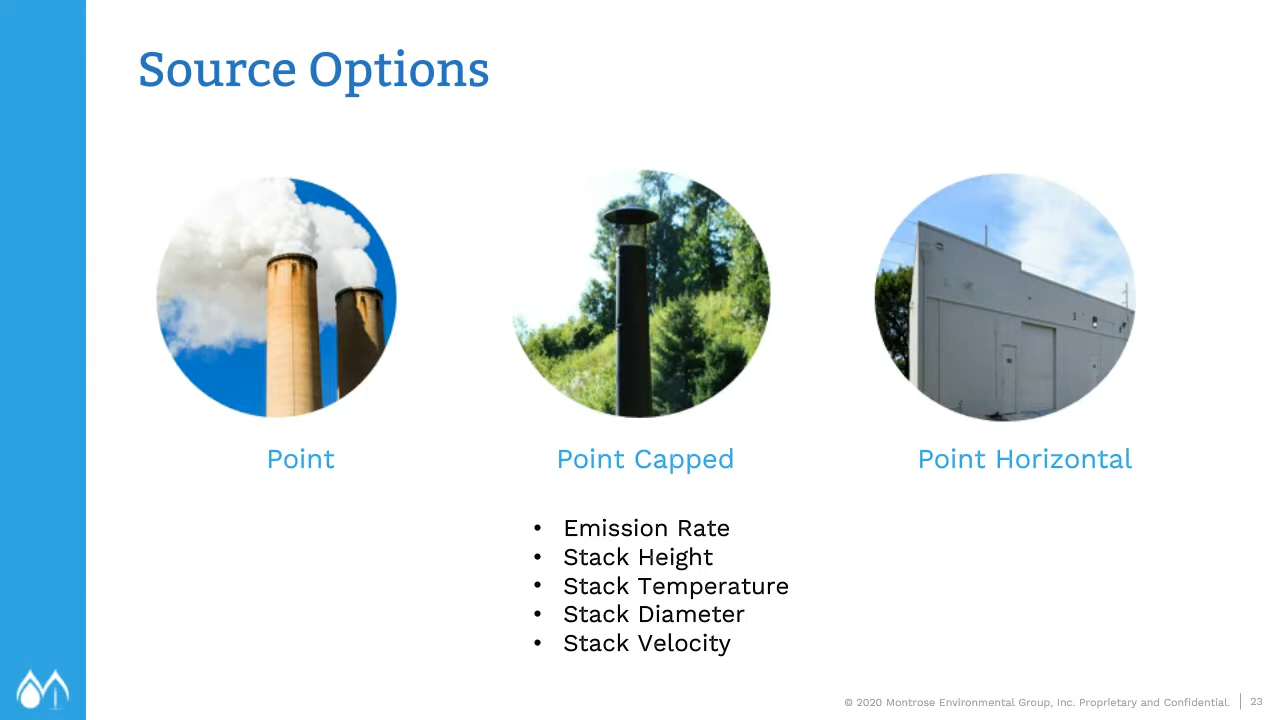 Source Options
Point
Point Capped
Point Horizontal
• Emission Rate
• Stack Height
• Stack Temperature
• Stack Diameter
• Stack Velocity
© 2020 Montrose Environmental Group, Inc. Proprietary and Confidential. | 23